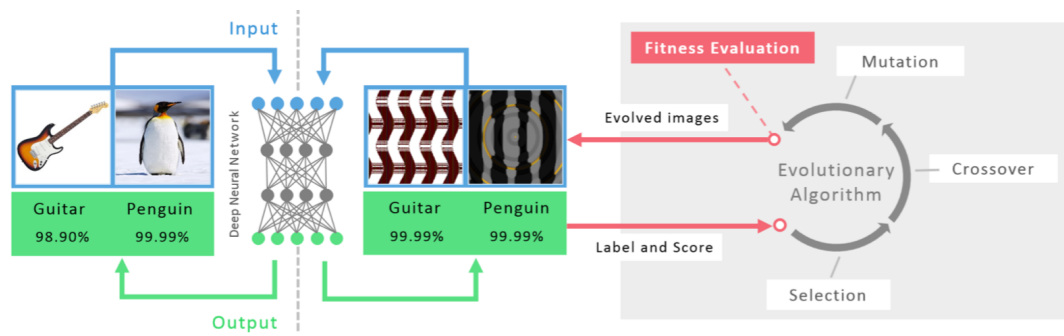 Input
Fitness Evaluation
Mutation
Evolved images
Deep Neural Network
Evolutionary
Algorithm
Crossover
Guitar Penguin
98.90% 99.99%
Guitar Penguin
99.99% 99.99%
Label and Score
Selection
Output